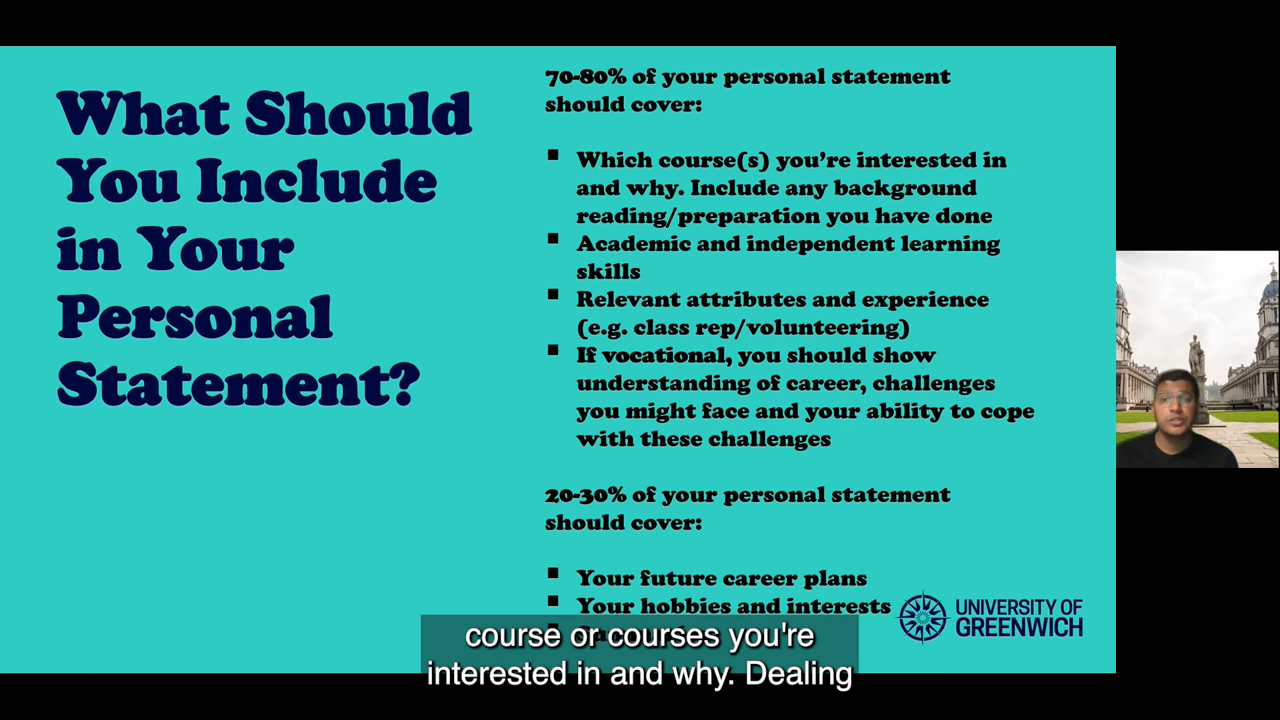 What Should
You Include
in Your
Personal
Statement?
70-80% of your personal statement
should cover:
▪ Which course(s) you’re interested in
and why. Include any background
reading/preparation you have done
▪ Academic and independent learning
skills
▪ Relevant attributes and experience
(e.g. class rep/volunteering)
▪ If vocational, you should show
understanding of career, challenges
you might face and your ability to cope
with these challenges
20-30% of your personal statement
should cover:
▪ Your future career plans
▪ Your hobbies and interests
UNIVERSITY OF
GREENWICH
course or courses you're
interested in and why. Dealing